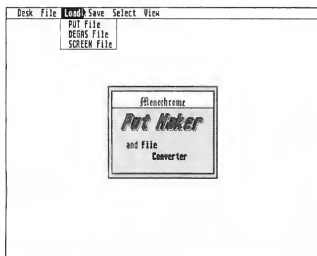 Desk File Load Save Select View
PUT File
DEGAS File
SCREEN File
Monochrome
Put Maker
and File
Converter